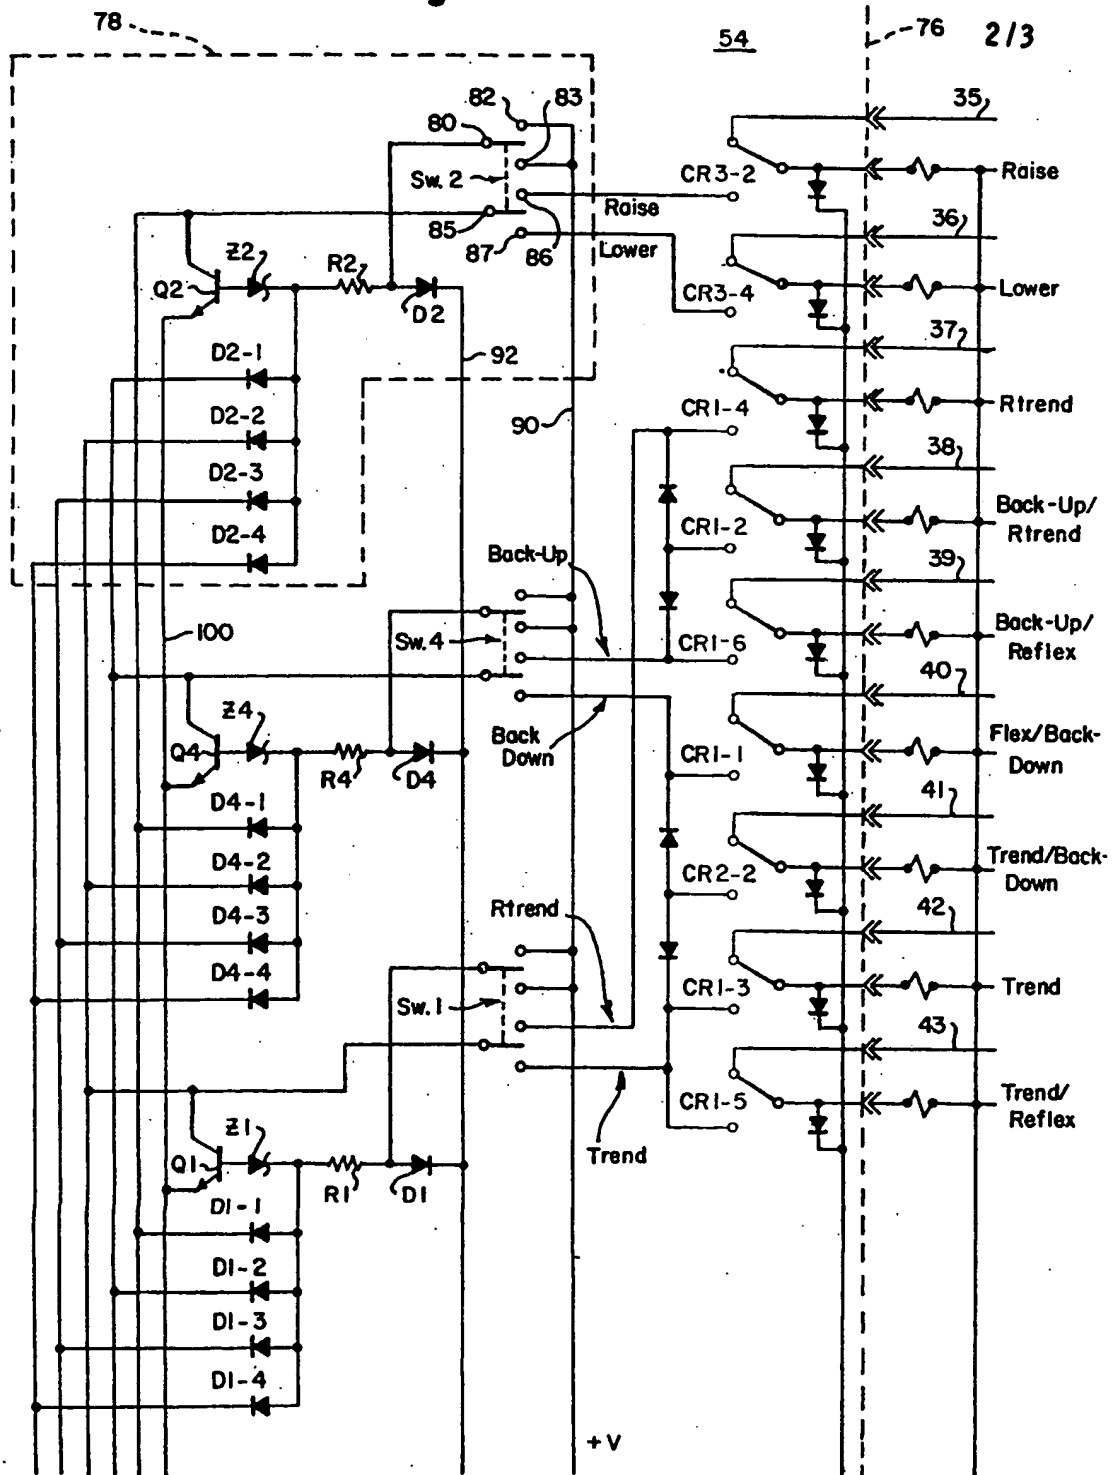 78
54
76
2/3
82
83
35
80
Sw. 2
CR3-2
Raise
Raise
85
36
87
86
Lower
Z2
R2
Q2
D2
CR3-4
Lower
37
D2-1
92
CR1-4
Rtrend
D2-2
90
38
D2-3
CR1-2
Back-Up/
Rtrend
D2-4
Back-Up
39
100
Sw. 4
CR1-6
Back-Up/
Reflex
40
Z4
Back
Down
Flex/Back-
Down
Q4
R4
D4
CR1-1
D4-1
41
D4-2
CR2-2
Trend/Back-
Down
D4-3
Rtrend
42
D4-4
Sw. 1
CR1-3
Trend
43
Z1
CR1-5
Trend/
Reflex
Q1
R1
D1
Trend
D1-1
D1-2
D1-3
D1-4
+V